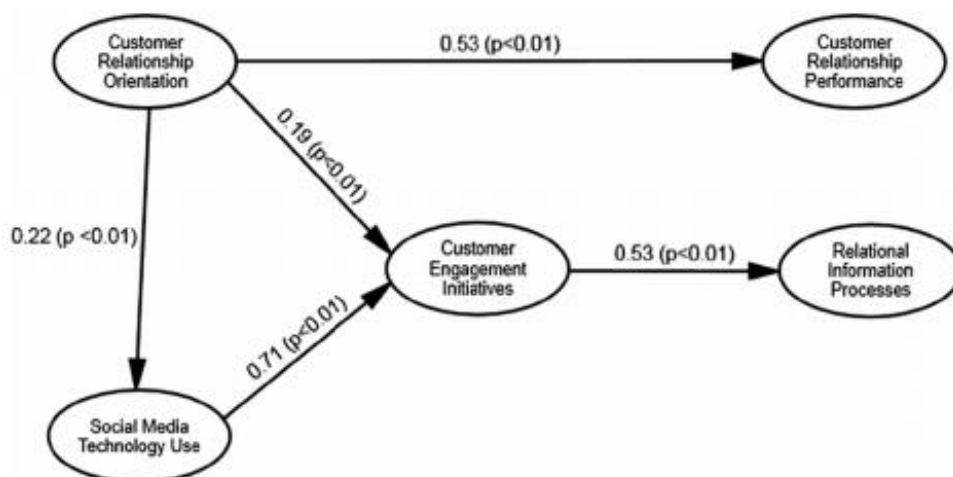 Customer
Relationship
Orientation
0.53 (p<0.01)
Customer
Relationship
Performance
0.19 (p<0.01)
0.22 (p <0.01)
Customer
Engagement
Initiatives
0.53 (p<0.01)
Relational
Information
Processes
0.71 (p<0.01)
Social Media
Technology Use